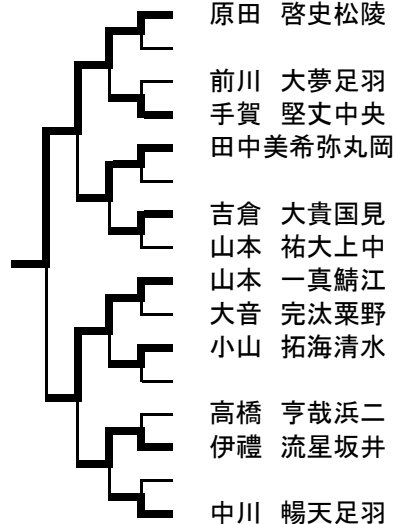 原田 啓史松陵
前川 大夢足羽
手賀 堅丈中央
田中美希弥丸岡
吉倉 大貴国見
山本 祐大上中
山本 一真鯖江
大音 完汰粟野
小山 拓海清水
高橋 亨哉浜二
伊禮 流星坂井
中川 暢天足羽